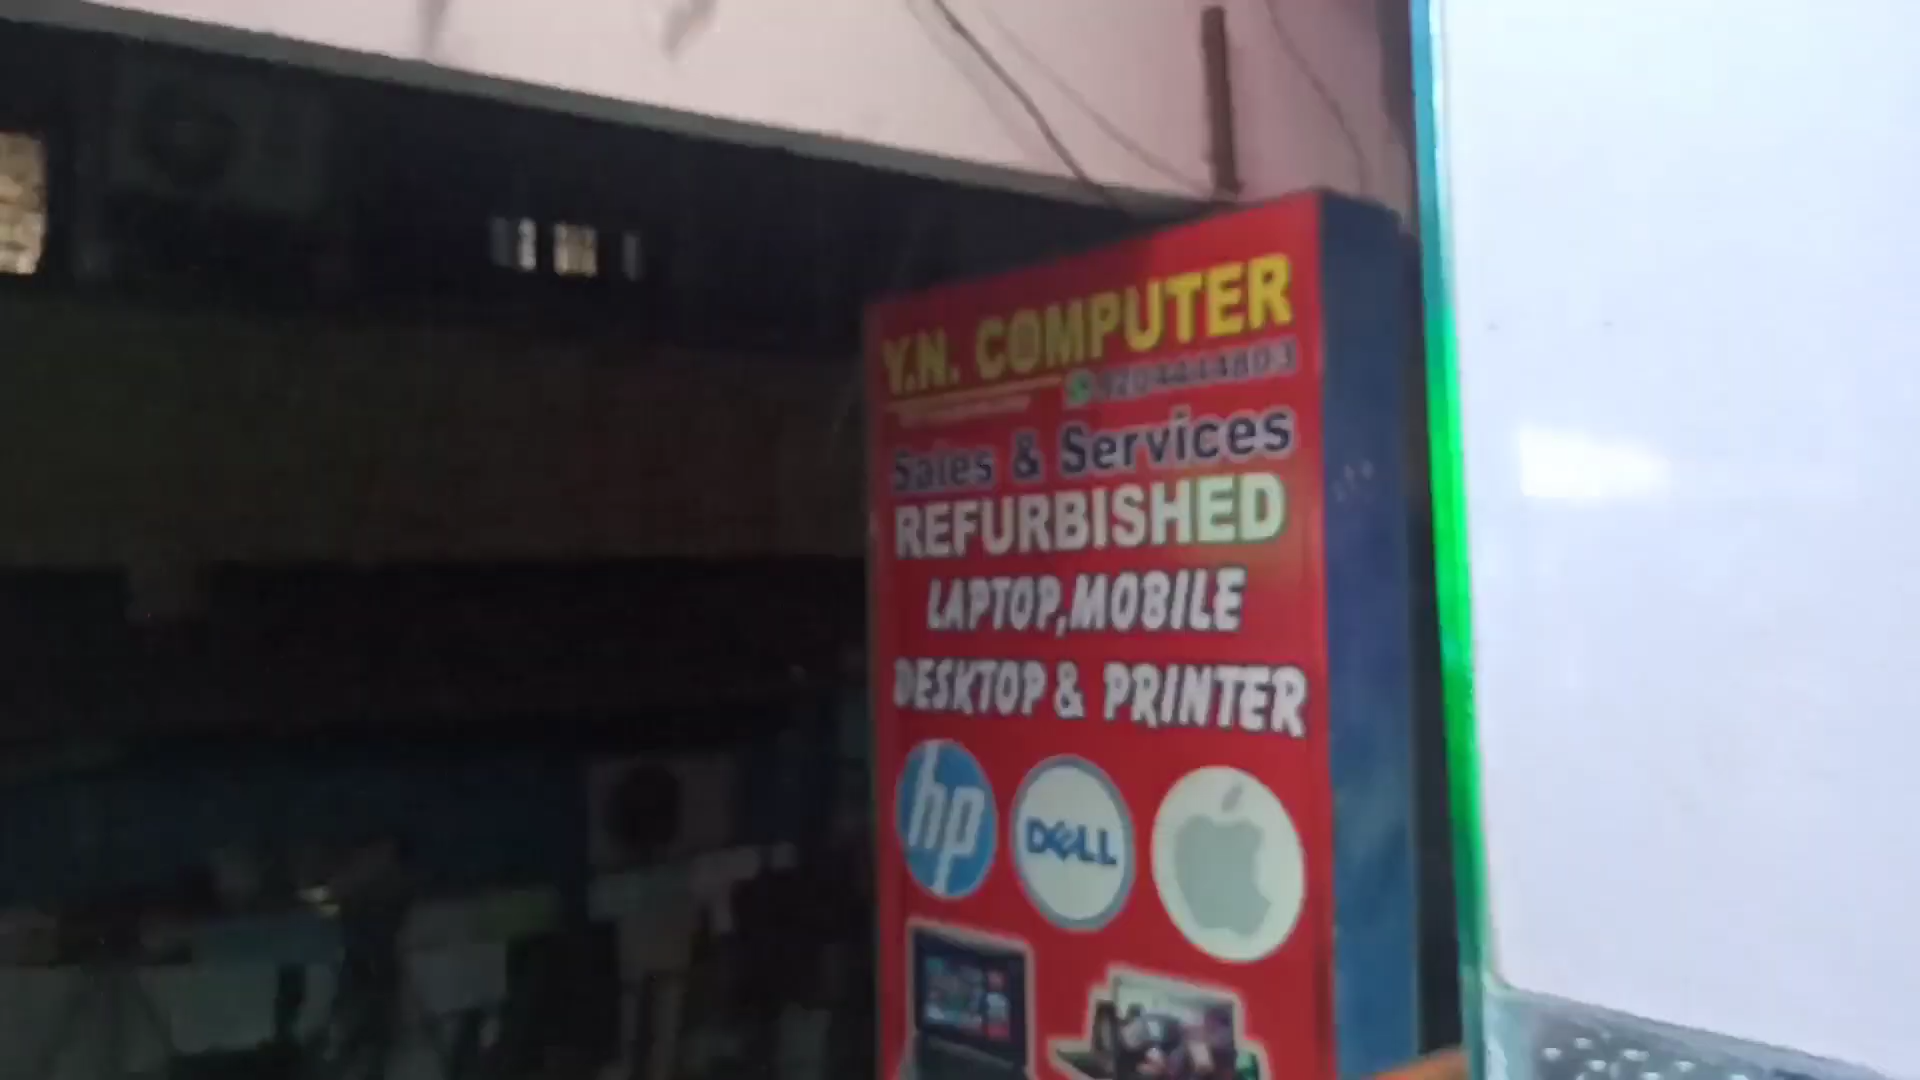 Y.N. COMPUTER
Sales & Services
REFURBISHED
LAPTOP,MOBILE
DESKTOP & PRINTER
hp DELL